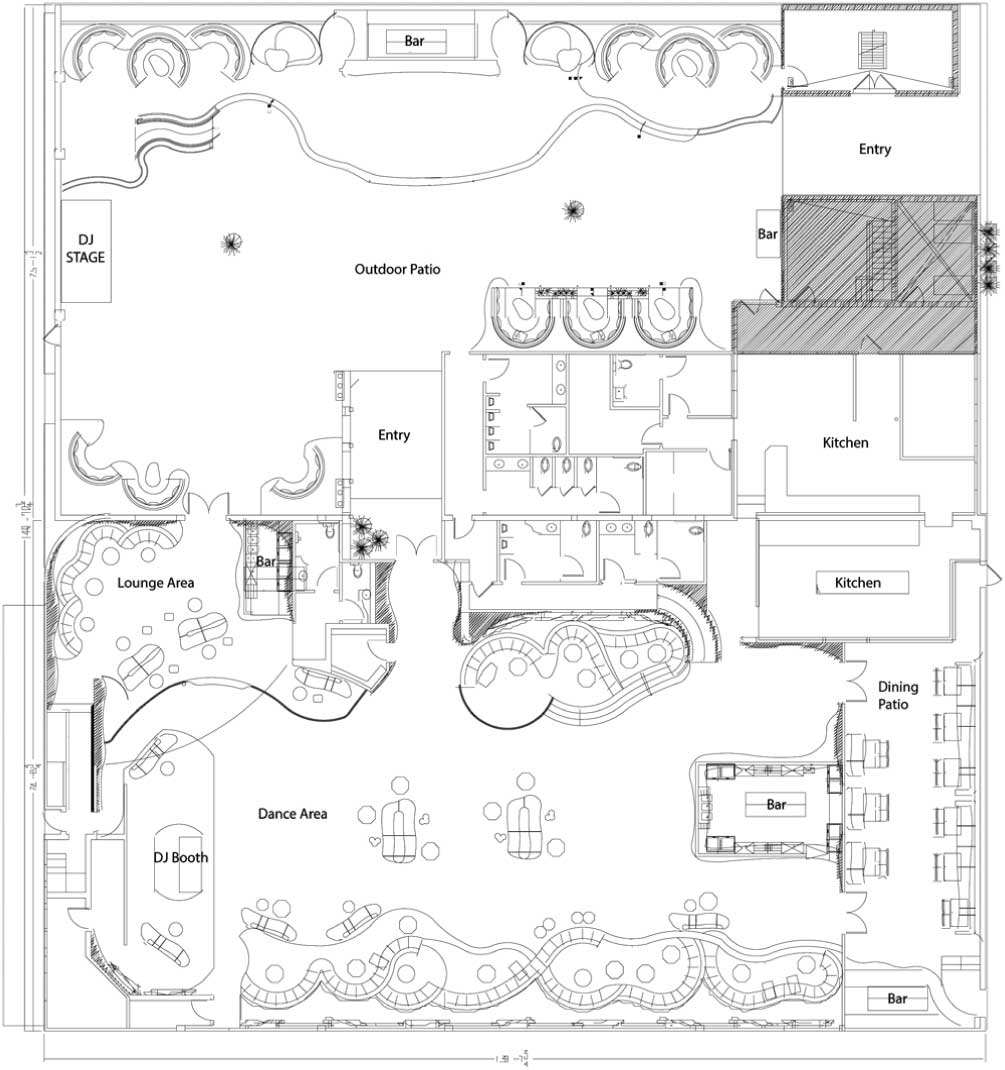 Bar
Entry
DJ
STAGE
Bar
Outdoor Patio
Entry
Kitchen
Bar
Lounge Area
Kitchen
Dining
Patio
Bar
Dance Area
DJ Booth
Bar